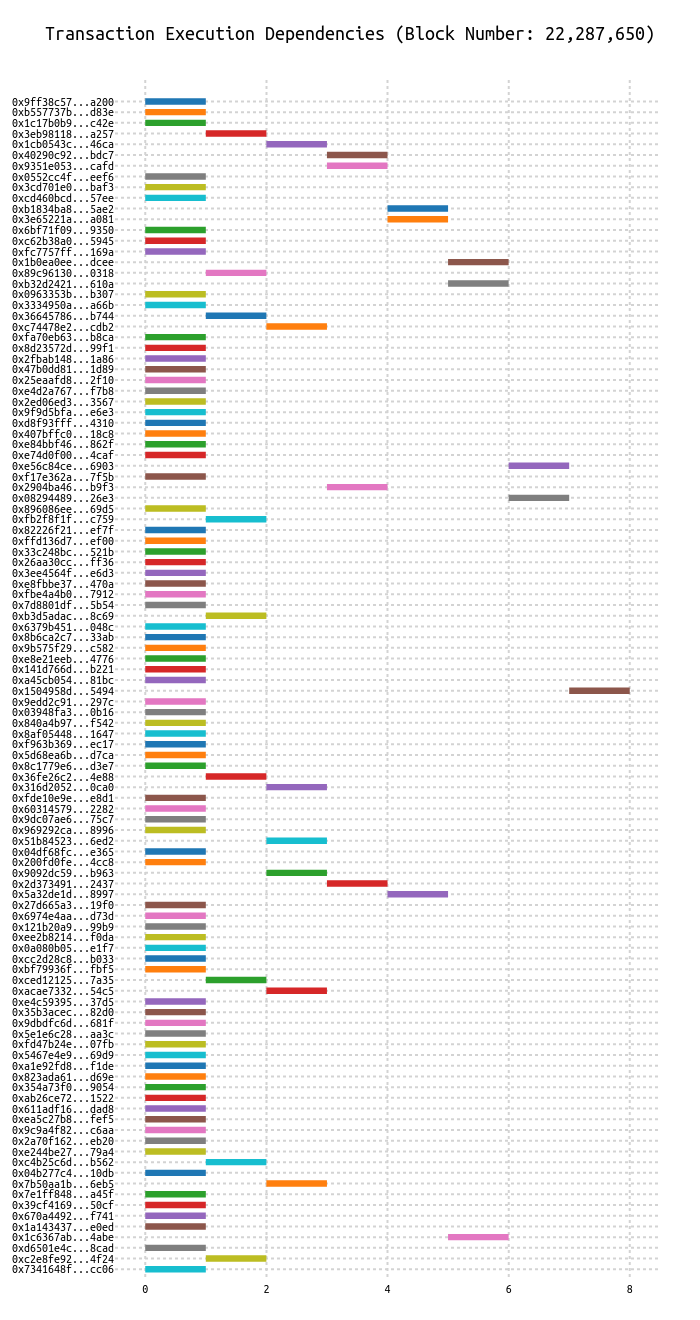 Transaction Execution Dependencies (Block Number: 22,287,650)
0x9ff38c57...a200
0xb557737b...d83e
0x1c17b0b9...c42e
0x3eb98118...a257
0x1cb0543c...46ca
0x40290c92...bdc7
0x9351e053...cafd
0x0552cc4f...eef6
0x3cd701e0...baf3
0xcd460bcd...57ee
0xb1834ba8...5ae2
0x3e65221a...a081
0x6bf71f09...9350
0xc62b38a0...5945
0xfc7757ff...169a
0x1b0ea0ee...dcee
0x89c96130...0318
0xb32d2421...610a
0x0963353b...b307
0x3334950a...a66b
0x36645786...b744
0xc74478e2...cdb2
0xfa70eb63...b8ca
0x8d23572d...99f1
0x2fbab148...1a86
0x47b0dd81...1d89
0x25eaafd8...2f10
0xe4d2a767...f7b8
0x2ed06ed3...3567
0x9f9d5bfa...e6e3
0xd8f93fff...4310
0x407bffc0...18c8
0xe84bbf46...862f
0xe74d0f00...4caf
0xe56c84ce...6903
0xf17e362a...7f5b
0x2904ba46...b9f3
0x08294489...26e3
0x896086ee...69d5
0xfb2f8f1f...c759
0x82226f21...ef7f
0xffd136d7...ef00
0x33c248bc...521b
0x26aa30cc...ff36
0x3ee4564f...e6d3
0xe8fbbe37...470a
0xfbe4a4b0...7912
0x7d8801df...5b54
0xb3d5adac...8c69
0x6379b451...048c
0x8b6ca2c7...33ab
0x9b575f29...c582
0xe8e21eeb...4776
0x141d766d...b221
0xa45cb054...81bc
0x1504958d...5494
0x9edd2c91...297c
0x03948fa3...0b16
0x840a4b97...f542
0x8af05448...1647
0xf963b369...ec17
0x5d68ea6b...d7ca
0x8c1779e6...d3e7
0x36fe26c2...4e88
0x316d2052...0ca0
0xfde10e9e...e8d1
0x60314579...2282
0x9dc07ae6...75c7
0x969292ca...8996
0x51b84523...6ed2
0x04df68fc...e365
0x200fd0fe...4cc8
0x9092dc59...b963
0x2d373491...2437
0x5a32de1d...8997
0x27d665a3...19f0
0x6974e4aa...d73d
0x121b20a9...99b9
0xee2b8214...f0da
0x0a080b05...e1f7
0xcc2d28c8...b033
0xbf79936f...fbf5
0xced12125...7a35
0xacae7332...54c5
0xe4c59395...37d5
0x35b3acec...82d0
0x9dbdfc6d...681f
0x5e1e6c28...aa3c
0xfd47b24e...07fb
0x5467e4e9...69d9
0xa1e92fd8...f1de
0x823ada61...d69e
0x354a73f0...9054
0xab26ce72...1522
0x611adf16...dad8
0xea5c27b8...fef5
0x9c9a4f82...c6aa
0x2a70f162...eb20
0xe244be27...79a4
0xc4b25c6d...b562
0x04b277c4...10db
0x7b50aa1b...6eb5
0x7e1ff848...a45f
0x39cf4169...50cf
0x670a4492...f741
0x1a143437...e0ed
0x1c6367ab...4abe
0xd6501e4c...8cad
0xc2e8fe92...4f24
0x7341648f...cc06
0 2 4 6 8